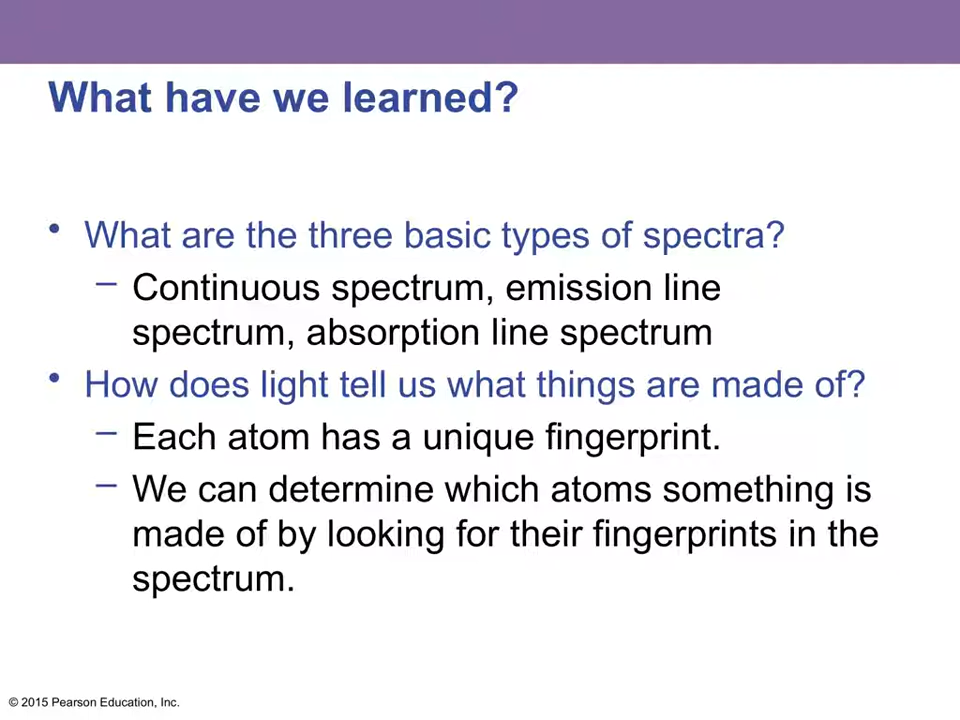 What have we learned?
• What are the three basic types of spectra?
– Continuous spectrum, emission line
spectrum, absorption line spectrum
• How does light tell us what things are made of?
– Each atom has a unique fingerprint.
– We can determine which atoms something is
made of by looking for their fingerprints in the
spectrum.
© 2015 Pearson Education, Inc.